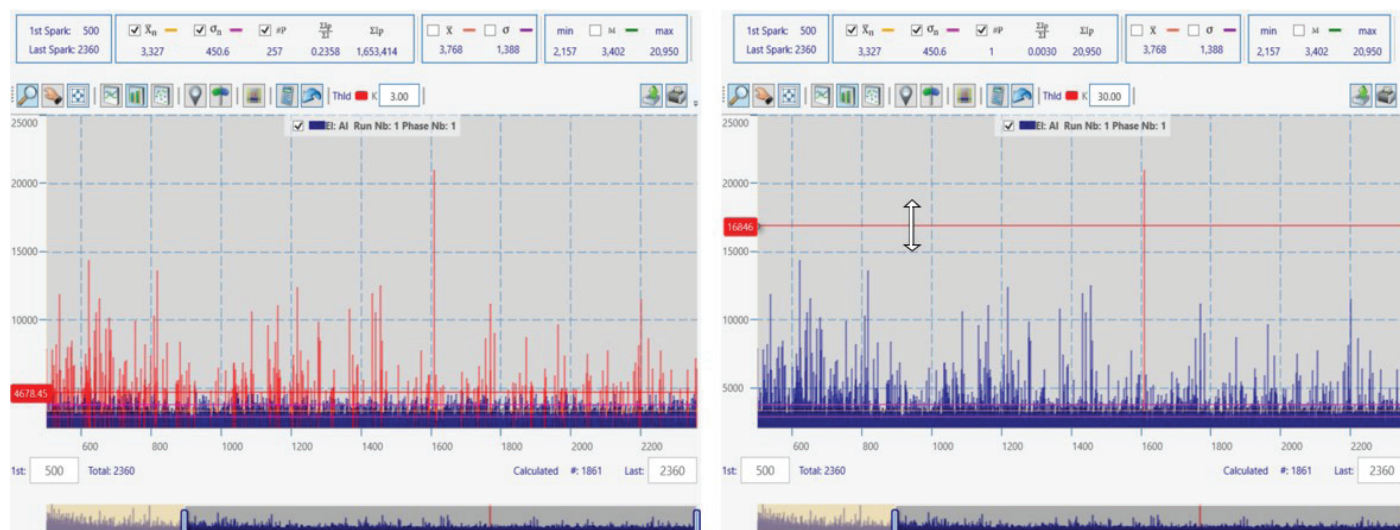 1st Spark: 500
Last Spark: 2360
X̄n σn #P ΣIp/ΣI ΣIp
3,327 450.6 257 0.2358 1,653,414
X̄ σ
3,768 1,388
min M max
2,157 3,402 20,950
Thld K 3.00
El: Al Run Nb: 1 Phase Nb: 1
25000
20000
15000
10000
4678.45
600 800 1000 1200 1400 1600 1800 2000 2200
1st: 500 Total: 2360 Calculated #: 1861 Last: 2360
1st Spark: 500
Last Spark: 2360
X̄n σn #P ΣIp/ΣI ΣIp
3,327 450.6 1 0.0030 20,950
X̄ σ
3,768 1,388
min M max
2,157 3,402 20,950
Thld K 30.00
El: Al Run Nb: 1 Phase Nb: 1
25000
20000
16846
15000
10000
5000
600 800 1000 1200 1400 1600 1800 2000 2200
1st: 500 Total: 2360 Calculated #: 1861 Last: 2360